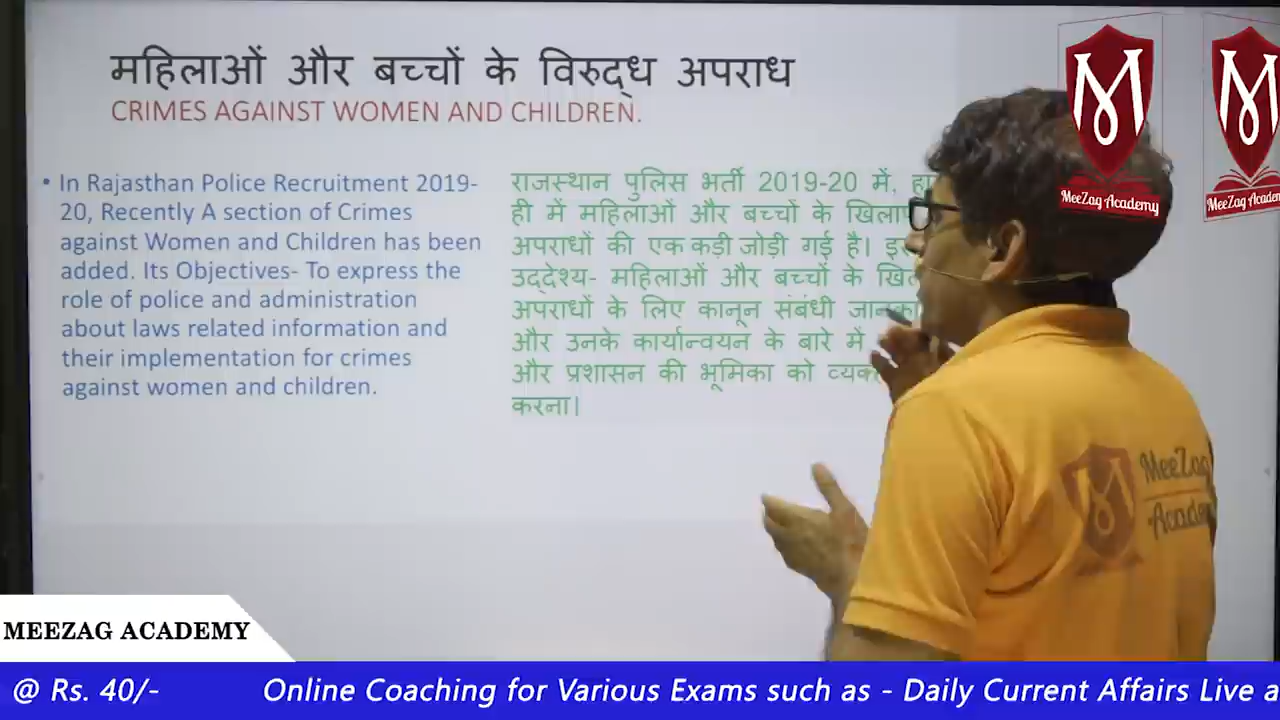 महिलाओं और बच्चों के विरुद्ध अपराध
CRIMES AGAINST WOMEN AND CHILDREN.
• In Rajasthan Police Recruitment 2019-
20, Recently A section of Crimes
against Women and Children has been
added. Its Objectives- To express the
role of police and administration
about laws related information and
their implementation for crimes
against women and children.
राजस्थान पुलिस भर्ती 2019-20 में,
ही में महिलाओं और बच्चों के
अपराधों की एक कड़ी जोड़ी गई है।
उद्देश्य- महिलाओं और बच्चों के
अपराधों के लिए कानून संबंधी
और उनके कार्यान्वयन के बारे में
और प्रशासन की भूमिका को
करना।
MeeZag Academy
MeeZag Academy
MeeZag
MEEZAG ACADEMY
@ Rs. 40/- Online Coaching for Various Exams such as - Daily Current Affairs Live